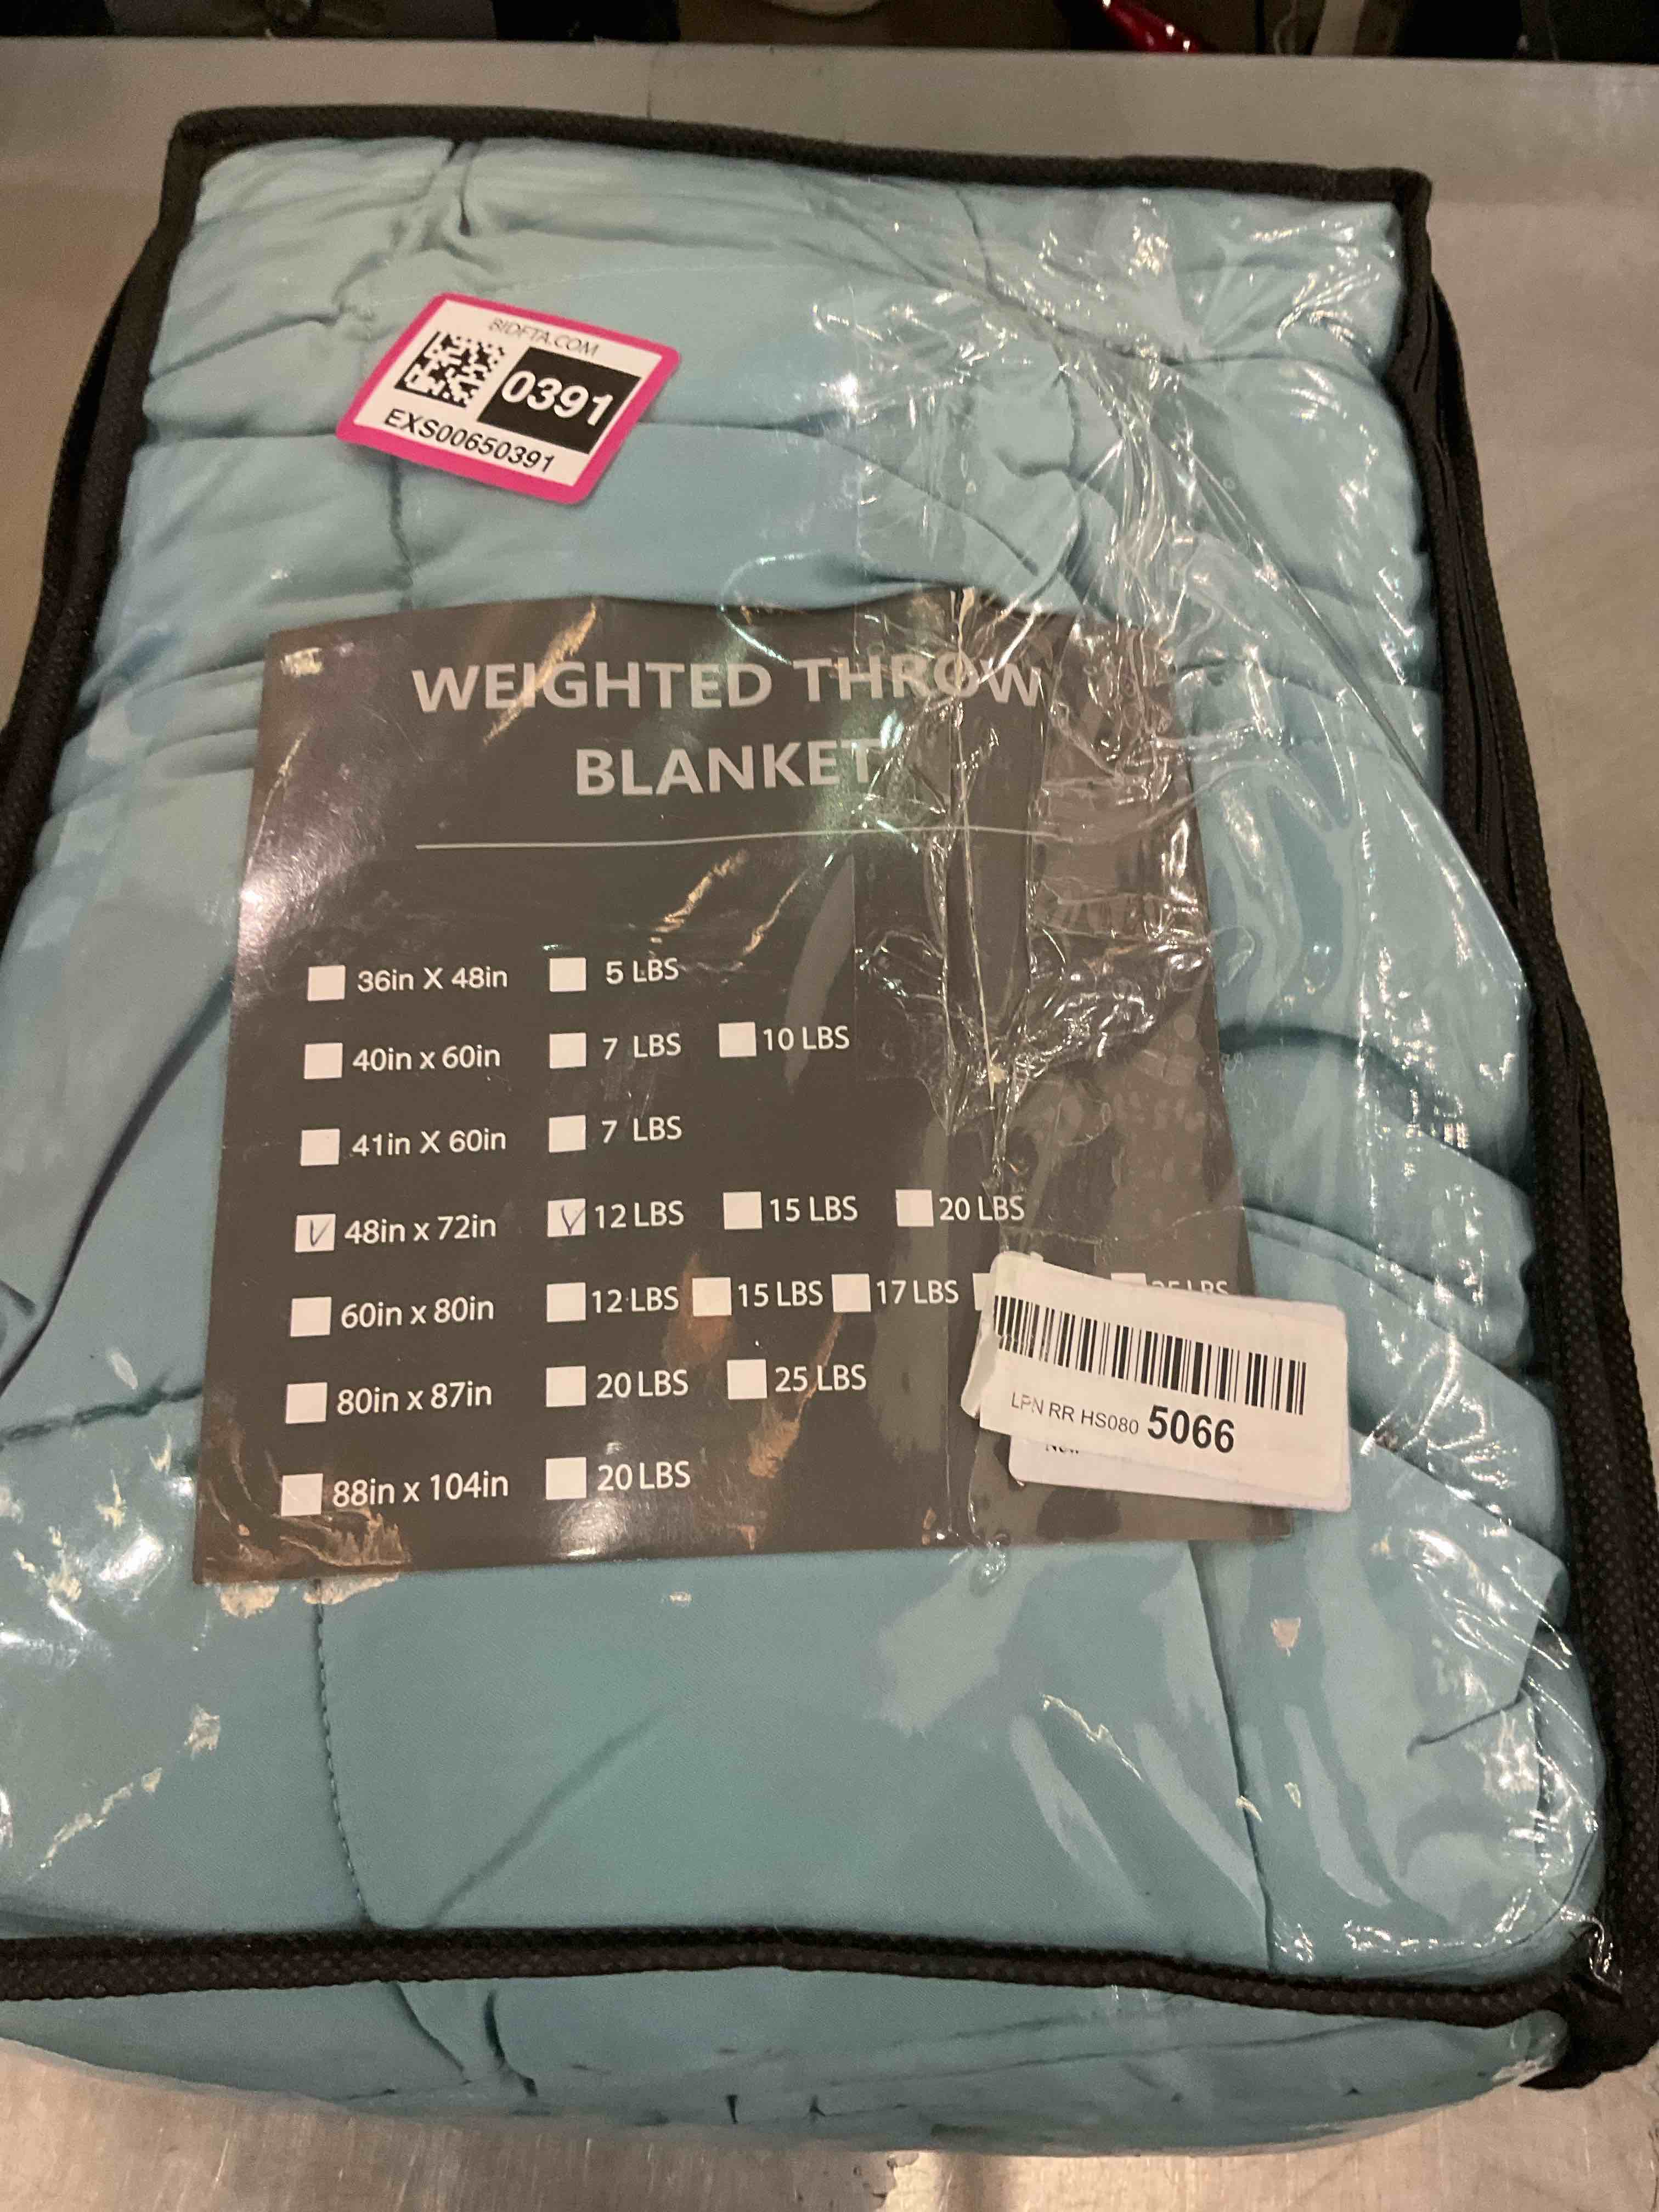 BIDFTA.COM
0391
EXS00650391
WEIGHTED THROW
BLANKET
36in X 48in 5 LBS
40in x 60in 7 LBS 10 LBS
41in X 60in 7 LBS
48in x 72in 12 LBS 15 LBS 20 LBS
60in x 80in 12 LBS 15 LBS 17 LBS LBS
80in x 87in 20 LBS 25 LBS
88in x 104in 20 LBS
LPN RR HS080 5066